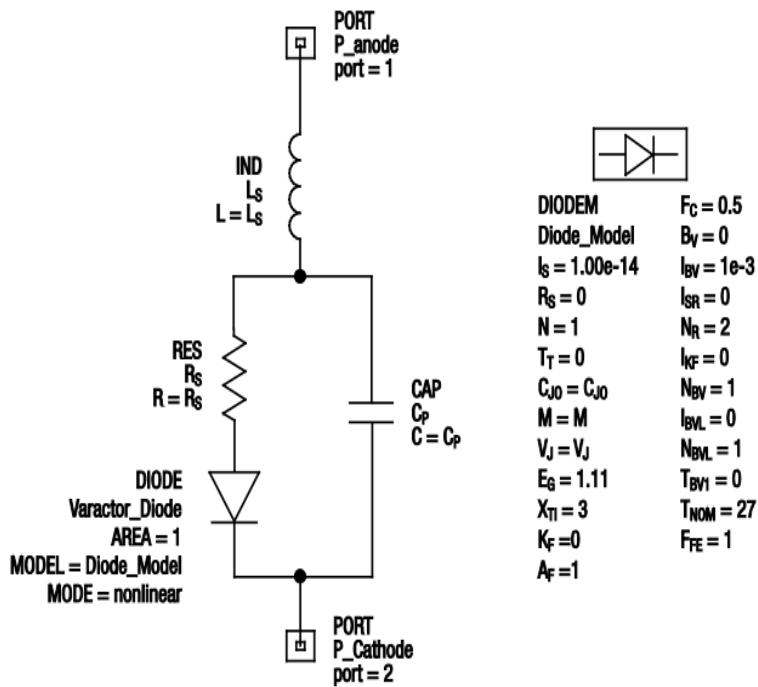 PORT
P_anode
port = 1
IND
LS
L = LS
RES
RS
R = RS
CAP
CP
C = CP
DIODE
Varactor_Diode
AREA = 1
MODEL = Diode_Model
MODE = nonlinear
PORT
P_Cathode
port = 2
DIODEM
Diode_Model
IS = 1.00e-14
RS = 0
N = 1
TT = 0
CJO = CJO
M = M
VJ = VJ
EG = 1.11
XTI = 3
KF =0
AF =1
FC = 0.5
BV = 0
IBV = 1e-3
ISR = 0
NR = 2
IKF = 0
NBV = 1
IBVL = 0
NBVL = 1
TBV1 = 0
TNOM = 27
FFE = 1